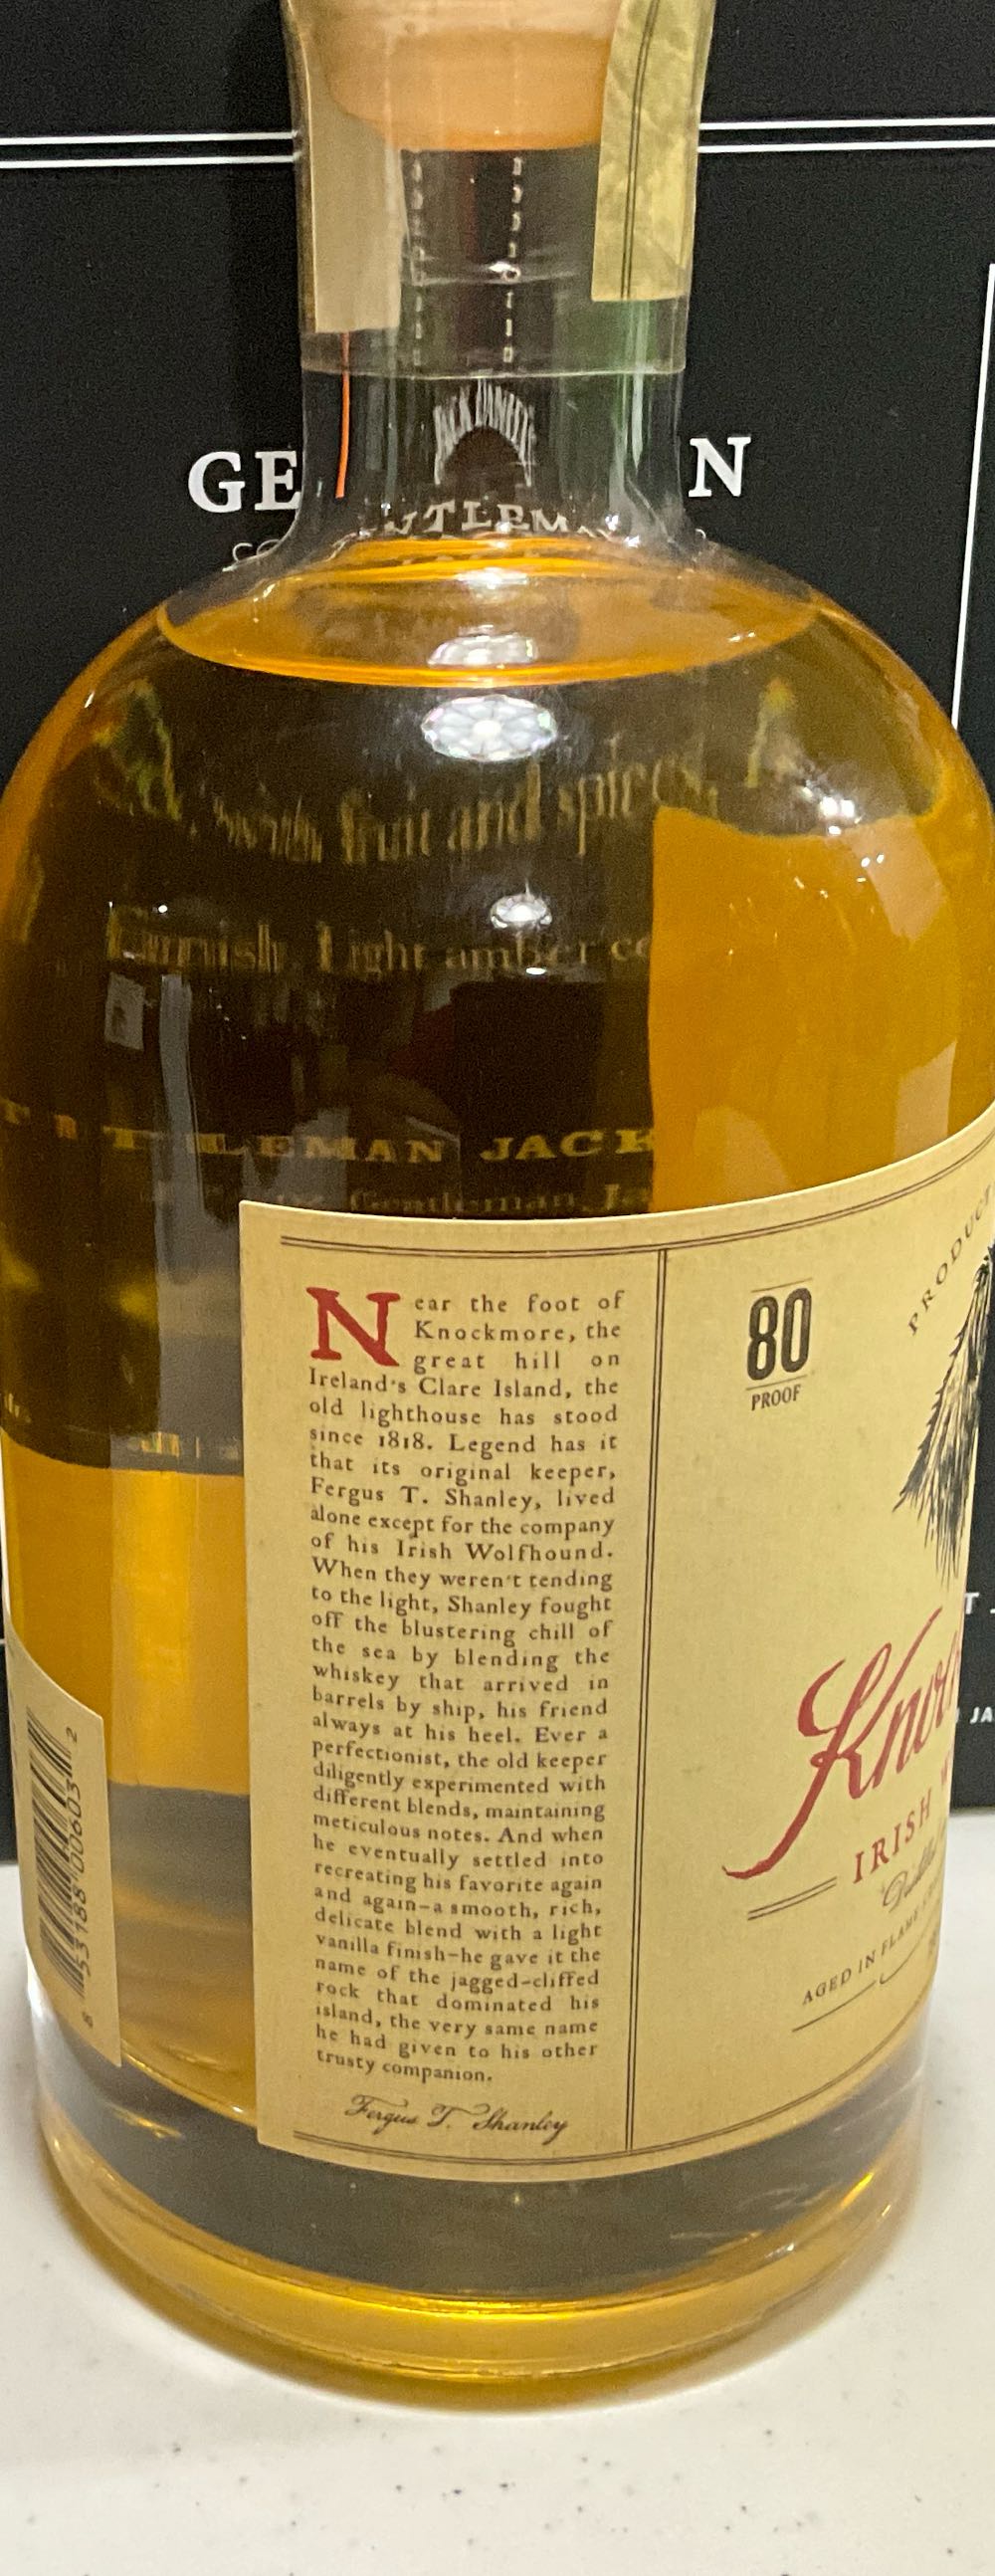 GE
N
JACK DANIEL'S
with fruit and spices
Light amber
TLEMAN JACK
Gentleman
Near the foot of
Knockmore, the
great hill on
Ireland's Clare Island, the
old lighthouse has stood
since 1818. Legend has it
that its original keeper,
Fergus T. Shanley, lived
alone except for the company
of his Irish Wolfhound.
When they weren't tending
to the light, Shanley fought
off the blustering chill of
the sea by blending the
whiskey that arrived in
barrels by ship, his friend
always at his heel. Ever a
perfectionist, the old keeper
diligently experimented with
different blends, maintaining
meticulous notes. And when
he eventually settled into
recreating his favorite again
and again–a smooth, rich,
delicate blend with a light
vanilla finish–he gave it the
name of the jagged-cliffed
rock that dominated his
island, the very same name
he had given to his other
trusty companion.
Fergus T. Shanley
80
PROOF
PRODUCT
IRISH
AGED IN FLAME
8 53188 00603 2